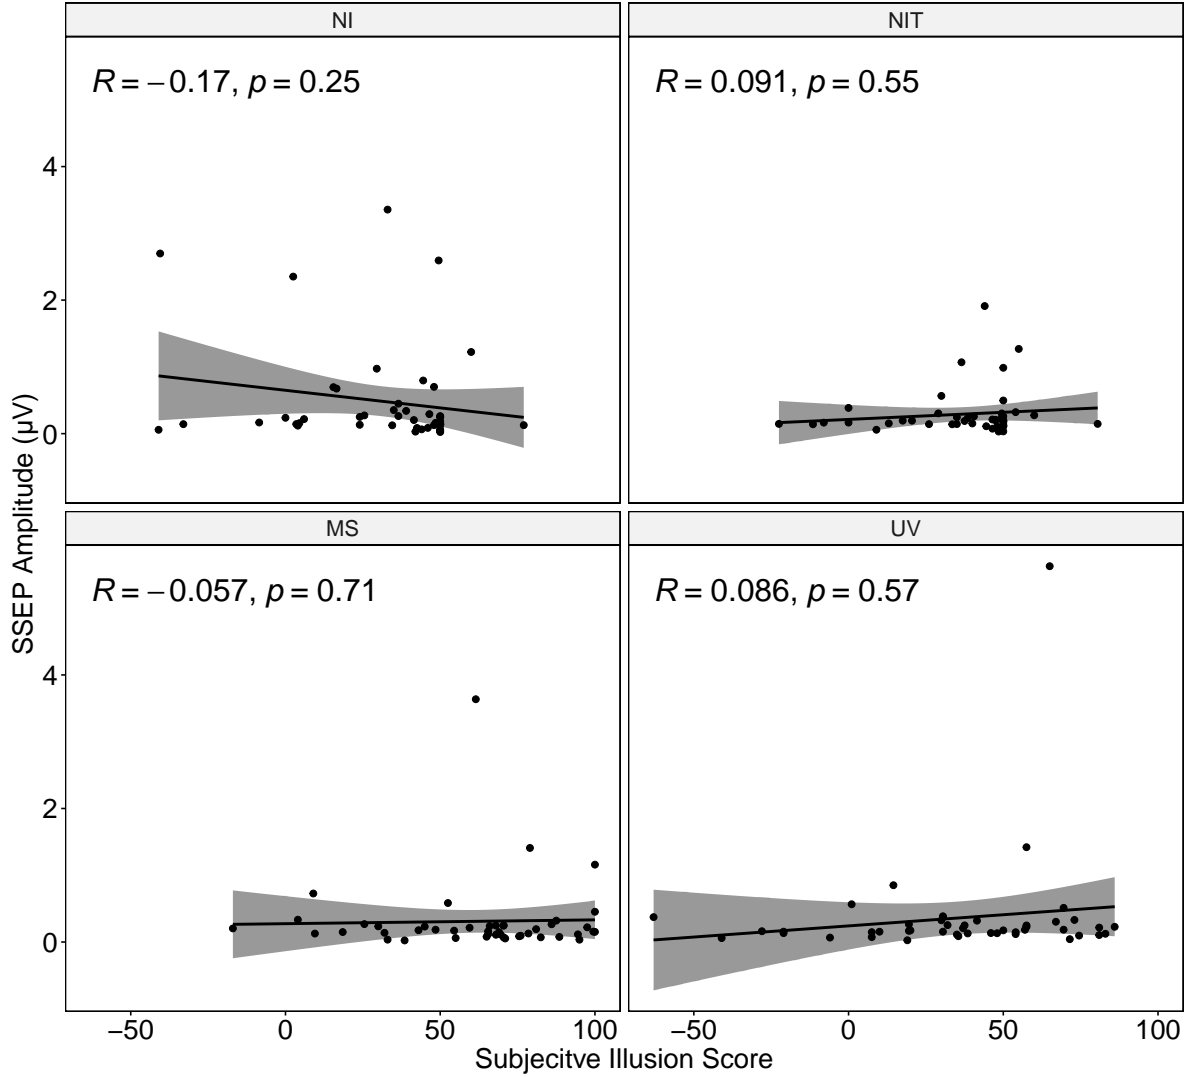 NI
NIT
R = −0.17, p = 0.25
R = 0.091, p = 0.55
4
2
0
MS
UV
R = −0.057, p = 0.71
R = 0.086, p = 0.57
4
2
0
SSEP Amplitude (μV)
−50 0 50 100 −50 0 50 100
Subjecitve Illusion Score